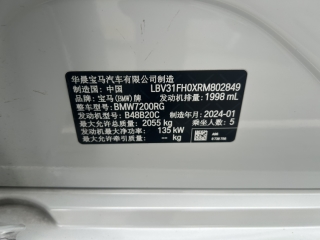 华晨宝马汽车有限公司制造
制造国: 中国 LBV31FH0XRM802849
品牌: 宝马(BMW)牌 发动机排量: 1998 mL
整车型号: BMW7200RG
发动机型号: B48B20C 制造年月: 2024-01
最大允许总质量: 2055 kg 乘坐人数: 5
发动机最大净功率: 135 kW
最大允许牵引质量: -- kg